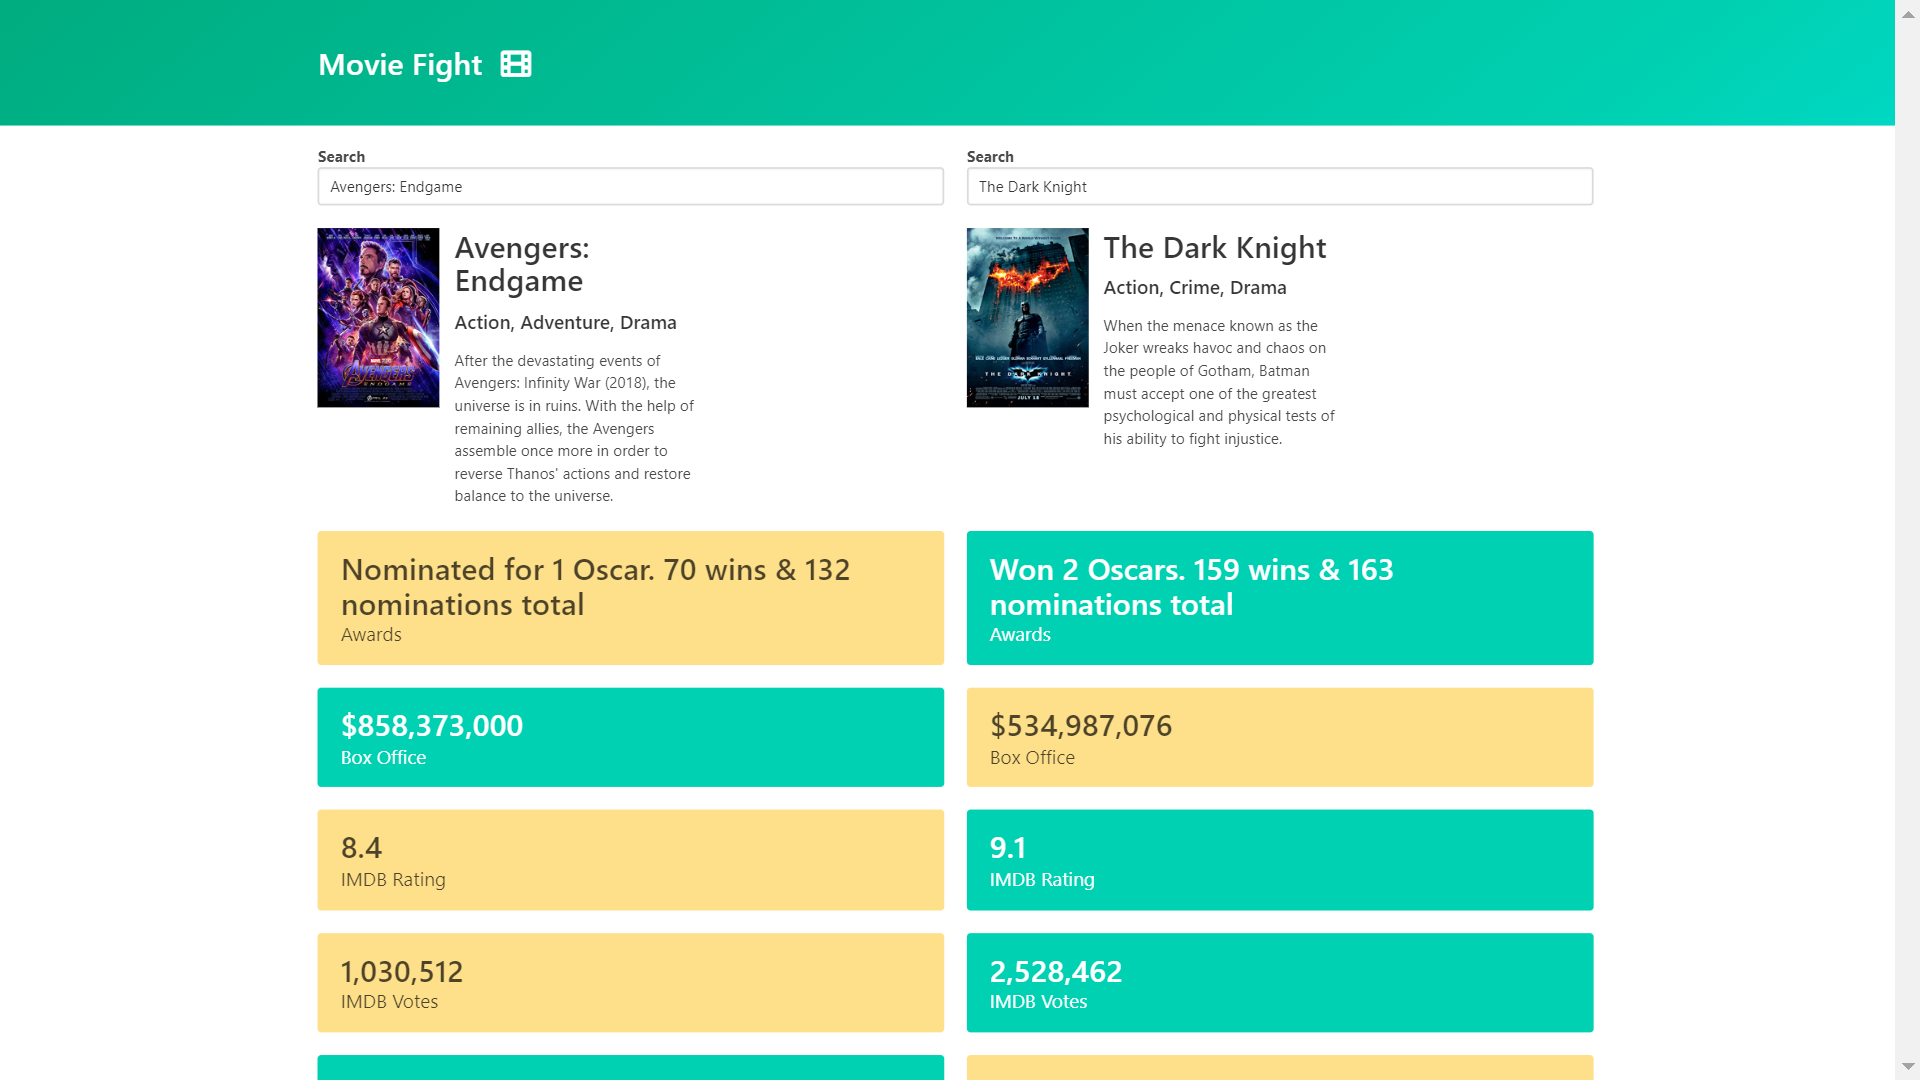 Movie Fight
Search
Avengers: Endgame
Avengers:
Endgame
Action, Adventure, Drama
After the devastating events of
Avengers: Infinity War (2018), the
universe is in ruins. With the help of
remaining allies, the Avengers
assemble once more in order to
reverse Thanos' actions and restore
balance to the universe.
AVENGERS
ENDGAME
Search
The Dark Knight
The Dark Knight
Action, Crime, Drama
When the menace known as the
Joker wreaks havoc and chaos on
the people of Gotham, Batman
must accept one of the greatest
psychological and physical tests of
his ability to fight injustice.
THE DARK KNIGHT
JULY 18
Nominated for 1 Oscar. 70 wins & 132
nominations total
Awards
Won 2 Oscars. 159 wins & 163
nominations total
Awards
$858,373,000
Box Office
$534,987,076
Box Office
8.4
IMDB Rating
9.1
IMDB Rating
1,030,512
IMDB Votes
2,528,462
IMDB Votes